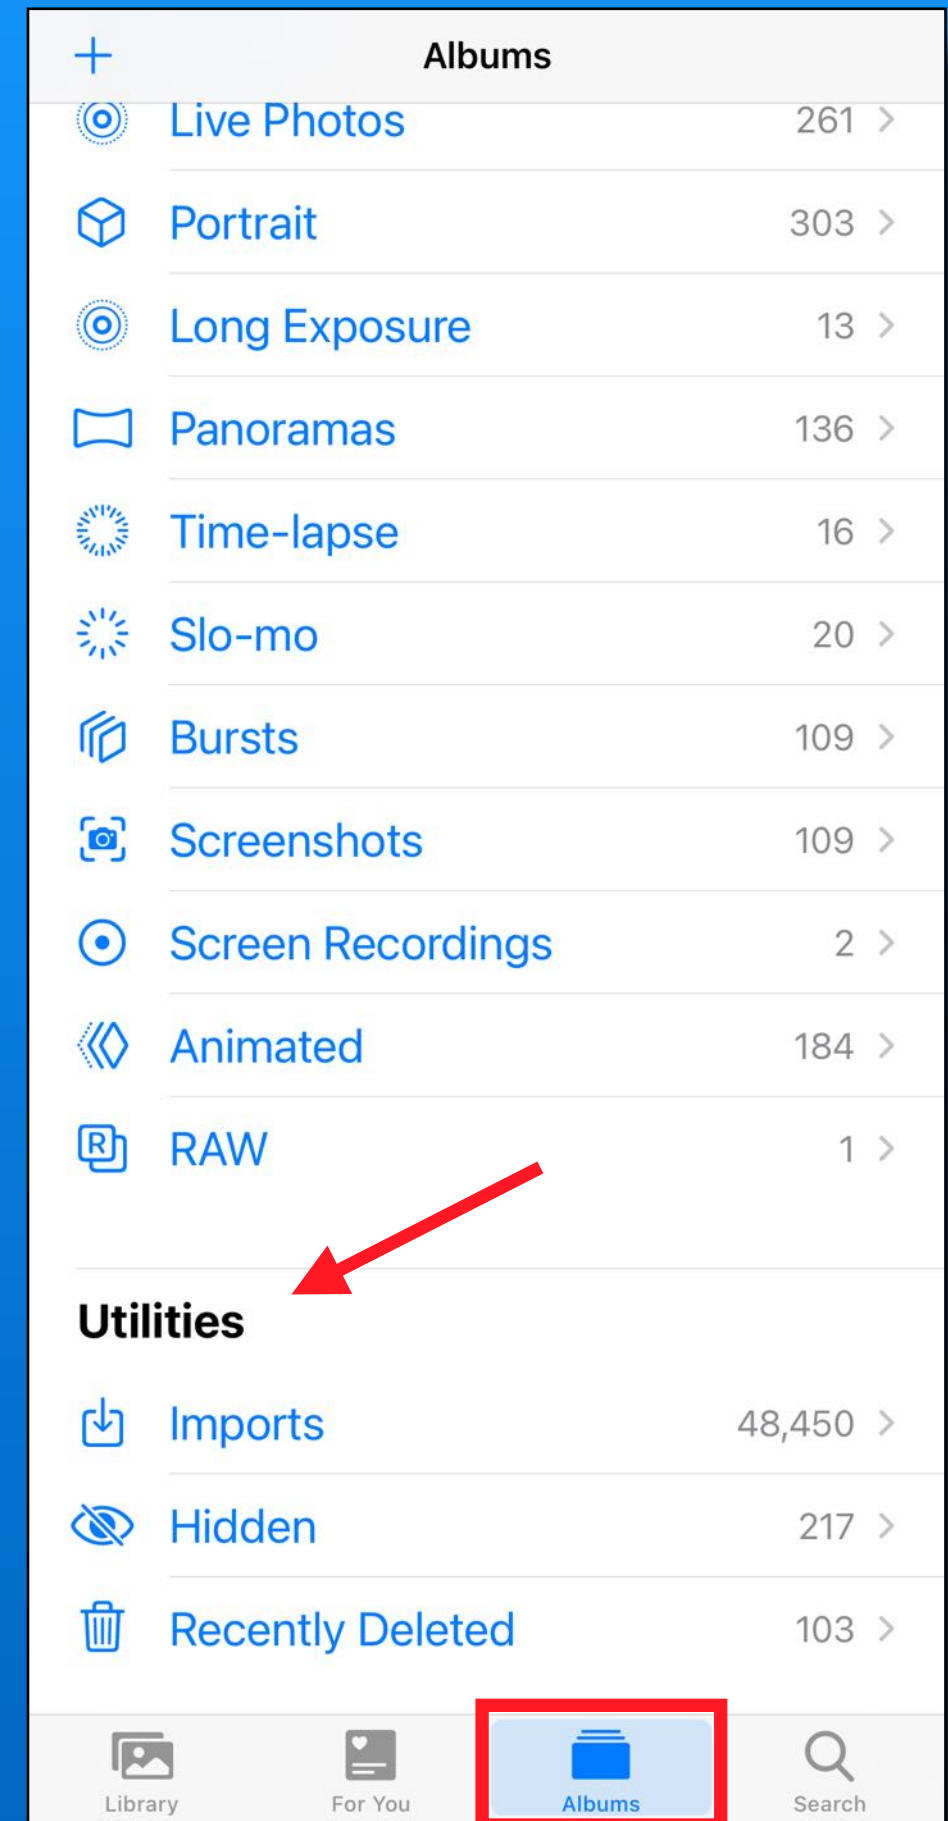 Albums
Live Photos 261
Portrait 303
Long Exposure 13
Panoramas 136
Time-lapse 16
Slo-mo 20
Bursts 109
Screenshots 109
Screen Recordings 2
Animated 184
R RAW 1
Utilities
Imports 48,450
Hidden 217
Recently Deleted 103
Library For You Albums Search